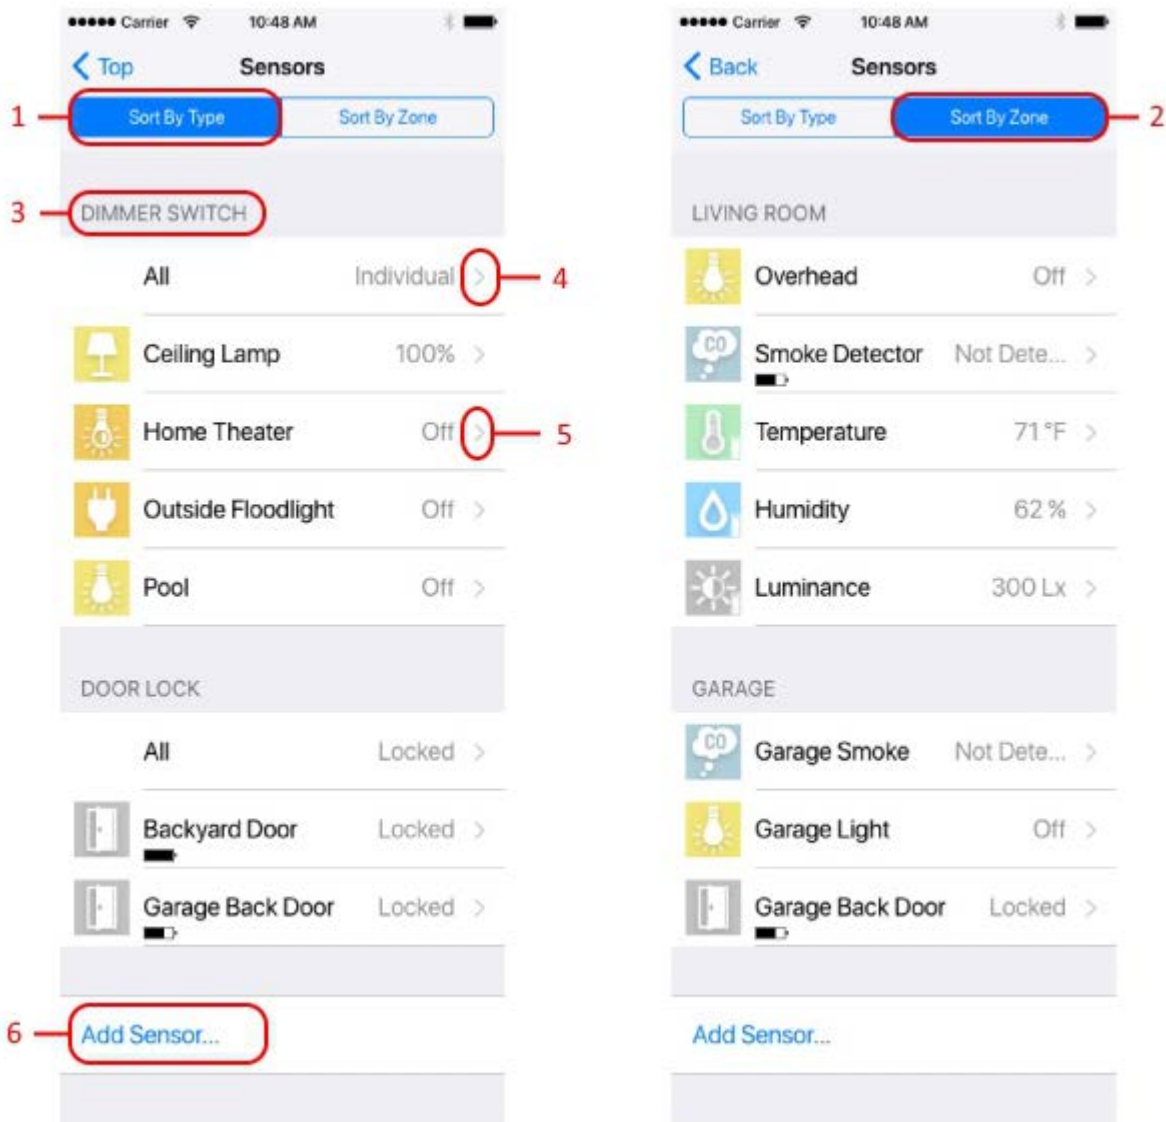 Carrier 10:48 AM
Top Sensors
1 Sort By Type Sort By Zone
3 DIMMER SWITCH
All Individual 4
Ceiling Lamp 100%
Home Theater Off 5
Outside Floodlight Off
Pool Off
DOOR LOCK
All Locked
Backyard Door Locked
Garage Back Door Locked
6 Add Sensor...
Carrier 10:48 AM
Back Sensors
Sort By Type Sort By Zone 2
LIVING ROOM
Overhead Off
CO Smoke Detector Not Dete...
Temperature 71°F
Humidity 62 %
Luminance 300 Lx
GARAGE
CO Garage Smoke Not Dete...
Garage Light Off
Garage Back Door Locked
Add Sensor...